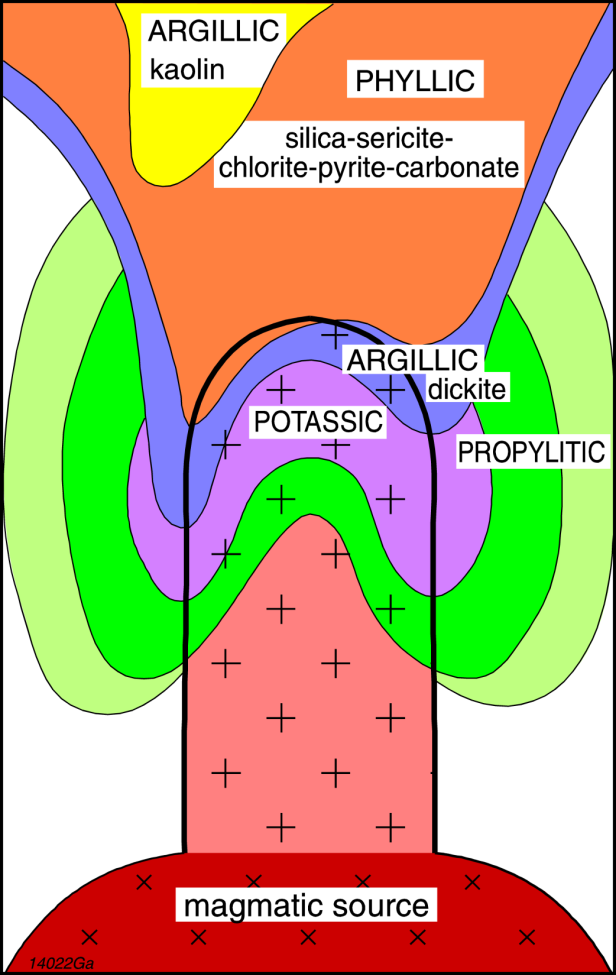 ARGILLIC
kaolin
PHYLLIC
silica-sericite-
chlorite-pyrite-carbonate
ARGILLIC
dickite
POTASSIC
PROPYLITIC
magmatic source
14022Ga